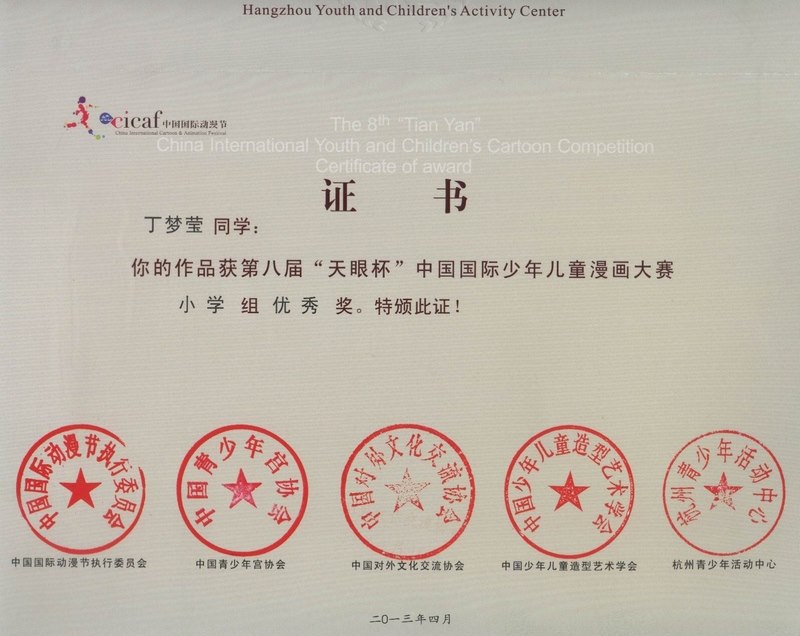 Hangzhou Youth and Children's Activity Center
cicaf 中国国际动漫节
China International Cartoon & Animation Festival
The 8th “Tian Yan”
China International Youth and Children's Cartoon Competition
Certificate of award
证 书
丁梦莹 同学：
你的作品获第八届“天眼杯”中国国际少年儿童漫画大赛
小学 组 优秀 奖。特颁此证！
中国国际动漫节执行委员会
中国青少年宫协会
中国对外文化交流协会
中国少年儿童造型艺术学会
杭州青少年活动中心
中国国际动漫节执行委员会
中国青少年宫协会
中国对外文化交流协会
中国少年儿童造型艺术学会
杭州青少年活动中心
二〇一三年四月